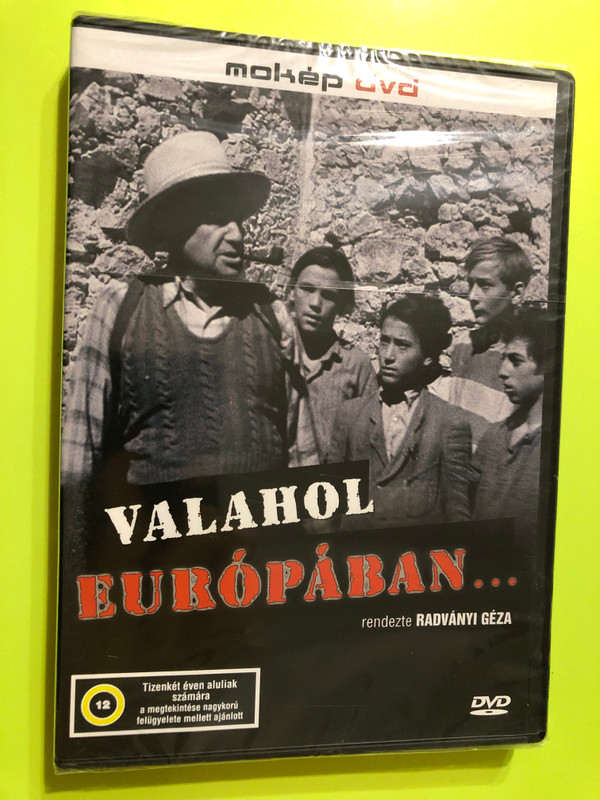 mokép dvd
VALAHOL
EURÓPÁBAN...
rendezte RADVÁNYI GÉZA
12
Tizenkét éven aluliak
számára
a megtekintése nagykorú
felügyelete mellett ajánlott
DVD